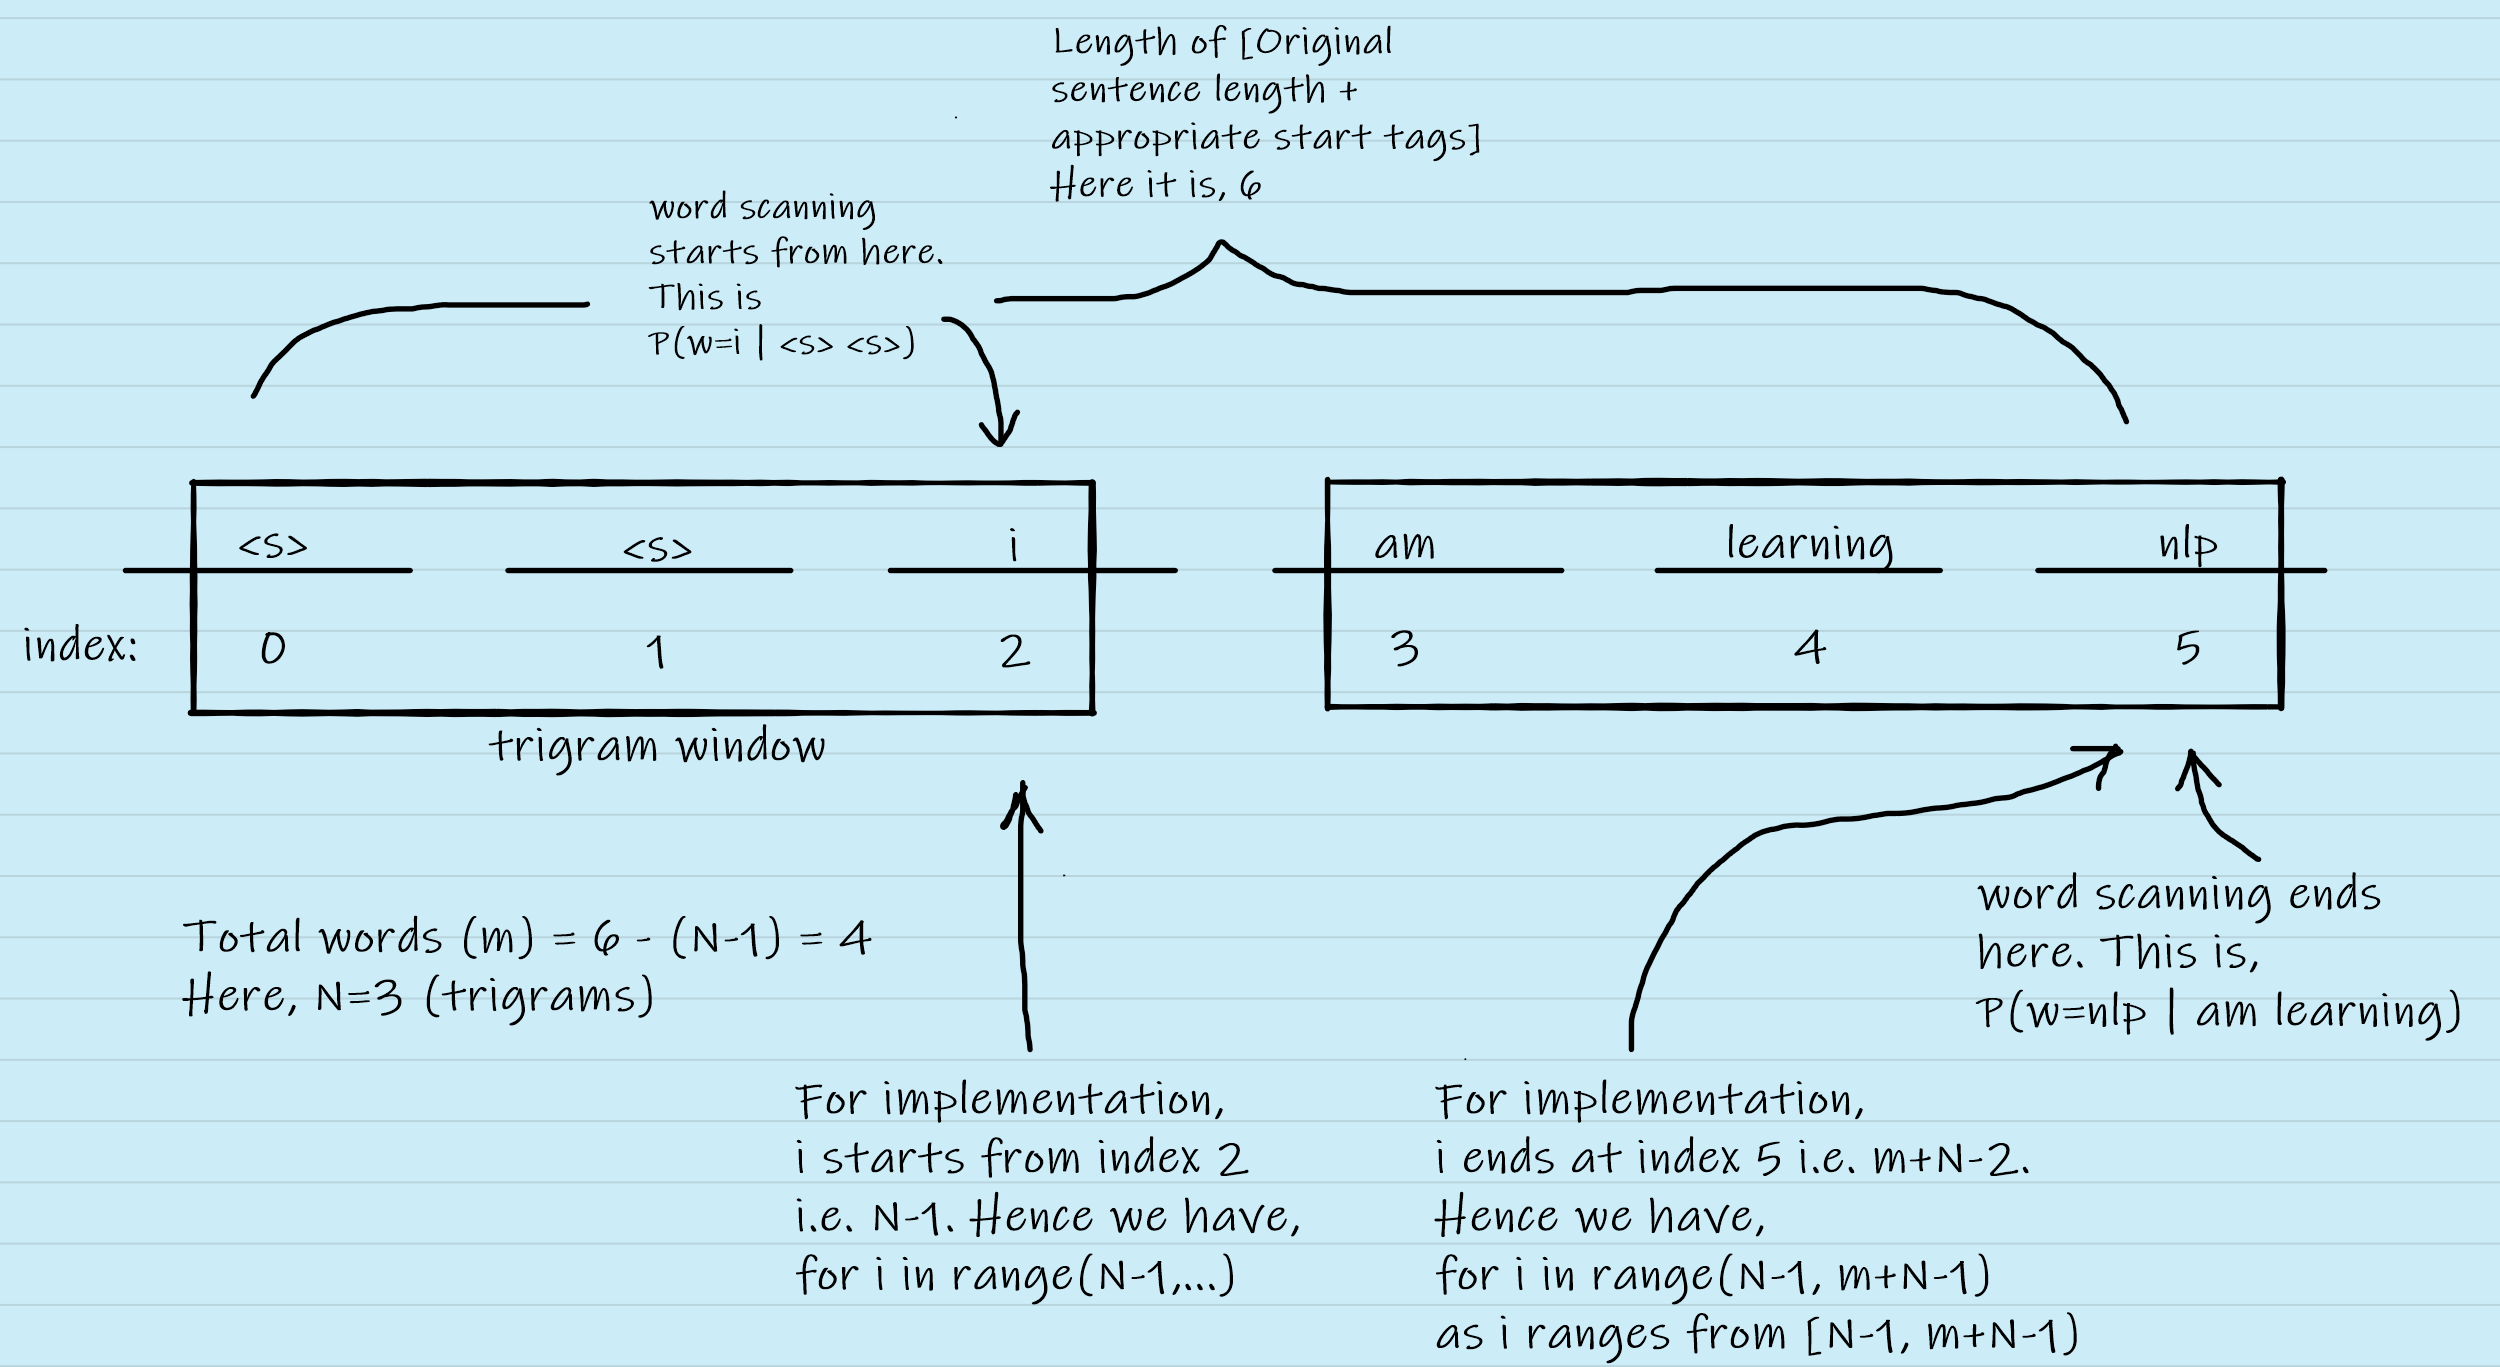 Length of [Original
sentence length +
appropriate start tags]
Here it is, 6
word scanning
starts from here.
This is
P(w=i | <s> <s>)
<s> <s> i am learning nlp
index: 0 1 2 3 4 5
trigram window
Total words (m) = 6 - (N-1) = 4
Here, N=3 (trigrams)
word scanning ends
here. This is,
P(w=nlp | am learning)
For implementation,
i starts from index 2
i.e. N-1. Hence we have,
for i in range(N-1,...)
For implementation,
i ends at index 5 i.e. m+N-2.
Hence we have,
for i in range(N-1, m+N-1)
as i ranges from [N-1, m+N-1)